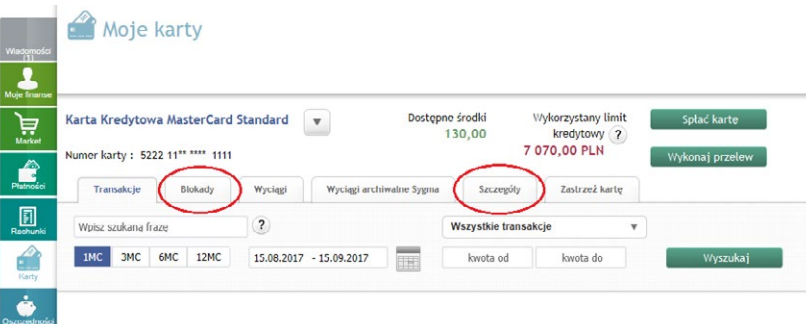 Moje karty
Wiadomości
(1)
Moje finanse
Market
Płatności
Rachunki
Karty
Oszczędności
Karta Kredytowa MasterCard Standard
Dostępne środki
130,00
Wykorzystany limit
kredytowy ?
7 070,00 PLN
Spłać kartę
Numer karty : 5222 11** **** 1111
Wykonaj przelew
Transakcje Blokady Wyciągi Wyciągi archiwalne Sygma Szczegóły Zastrzeż kartę
Wpisz szukaną frazę ? Wszystkie transakcje
1MC 3MC 6MC 12MC 15.08.2017 - 15.09.2017 kwota od kwota do Wyszukaj